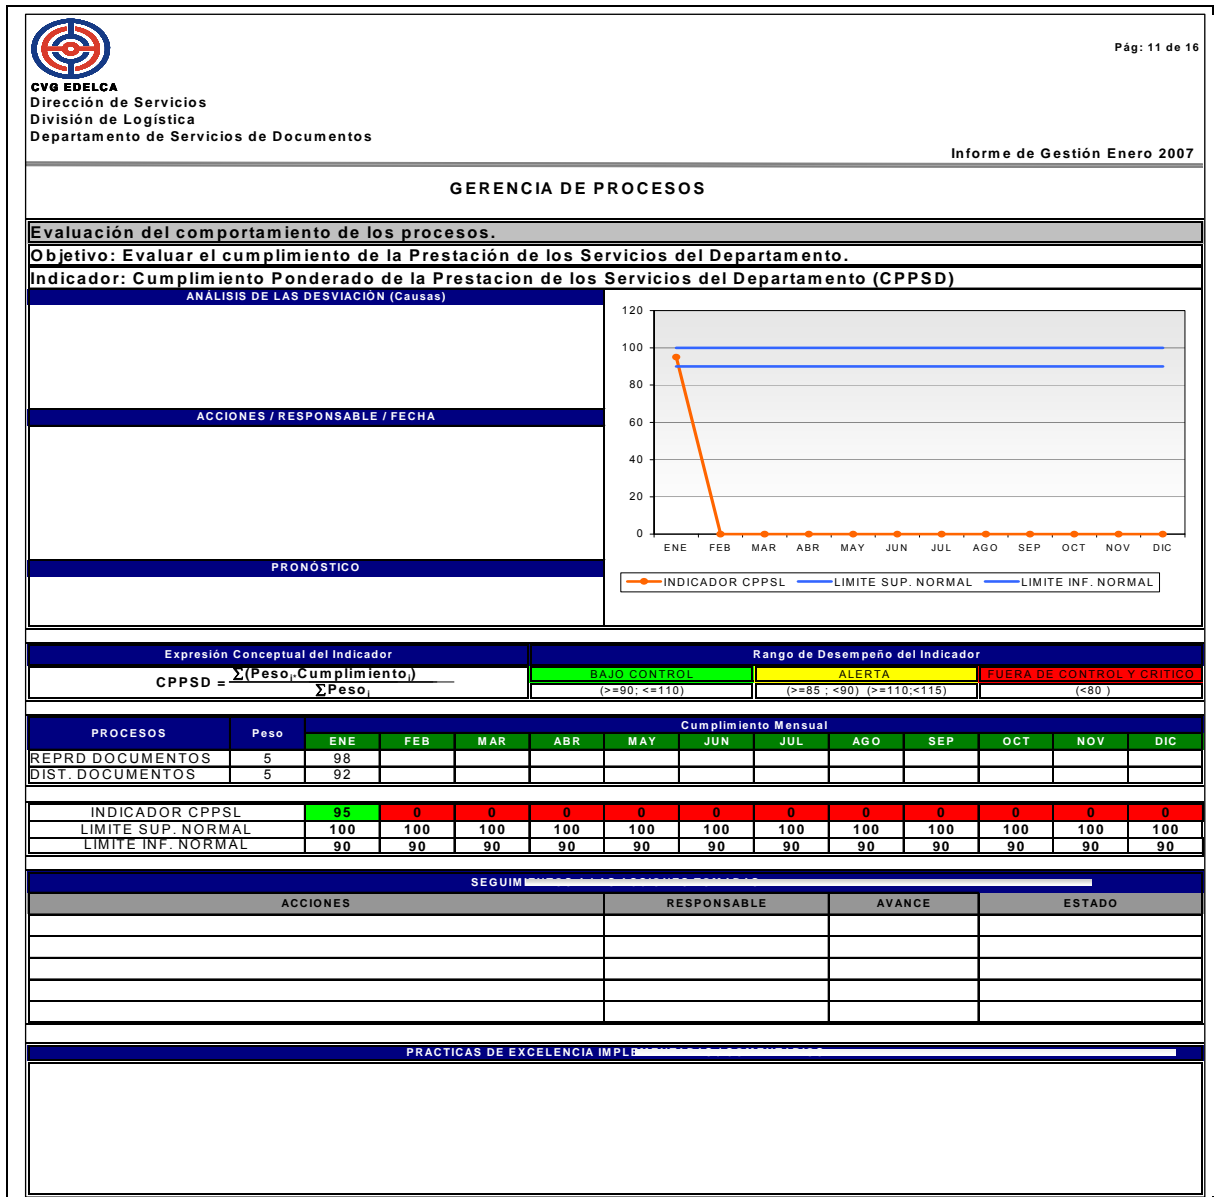 Pág: 11 de 16
CVG EDELCA
Dirección de Servicios
División de Logística
Departamento de Servicios de Documentos
Informe de Gestión Enero 2007
GERENCIA DE PROCESOS
Evaluación del comportamiento de los procesos.
Objetivo: Evaluar el cumplimiento de la Prestación de los Servicios del Departamento.
Indicador: Cumplimiento Ponderado de la Prestacion de los Servicios del Departamento (CPPSD)
ANÁLISIS DE LAS DESVIACIÓN (Causas)
ACCIONES / RESPONSABLE / FECHA
PRONÓSTICO
120
100
80
60
40
20
0
ENE FEB MAR ABR MAY JUN JUL AGO SEP OCT NOV DIC
INDICADOR CPPSL LIMITE SUP. NORMAL LIMITE INF. NORMAL
Expresión Conceptual del Indicador Rango de Desempeño del Indicador
CPPSD = Σ(Peso i.Cumplimiento i)
ΣPeso i
BAJO CONTROL ALERTA FUERA DE CONTROL Y CRITICO
(>=90; <=110) (>=85 ; <90) (>=110;<115) (<80 )
PROCESOS Peso Cumplimiento Mensual
ENE FEB MAR ABR MAY JUN JUL AGO SEP OCT NOV DIC
REPRD DOCUMENTOS 5 98
DIST. DOCUMENTOS 5 92
INDICADOR CPPSL 95 0 0 0 0 0 0 0 0 0 0 0
LIMITE SUP. NORMAL 100 100 100 100 100 100 100 100 100 100 100 100
LIMITE INF. NORMAL 90 90 90 90 90 90 90 90 90 90 90 90
ACCIONES RESPONSABLE AVANCE ESTADO
PRACTICAS DE EXCELENCIA